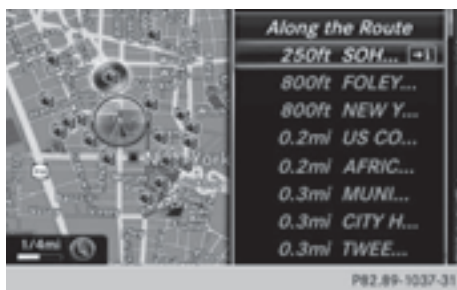 Along the Route
250ft SOH...
800ft FOLEY...
800ft NEW Y...
0.2mi US CO...
0.2mi AFRIC...
0.3mi MUNI...
0.3mi CITY H...
0.3mi TWEE...
New York
1/4mi
P82.89-1037-31